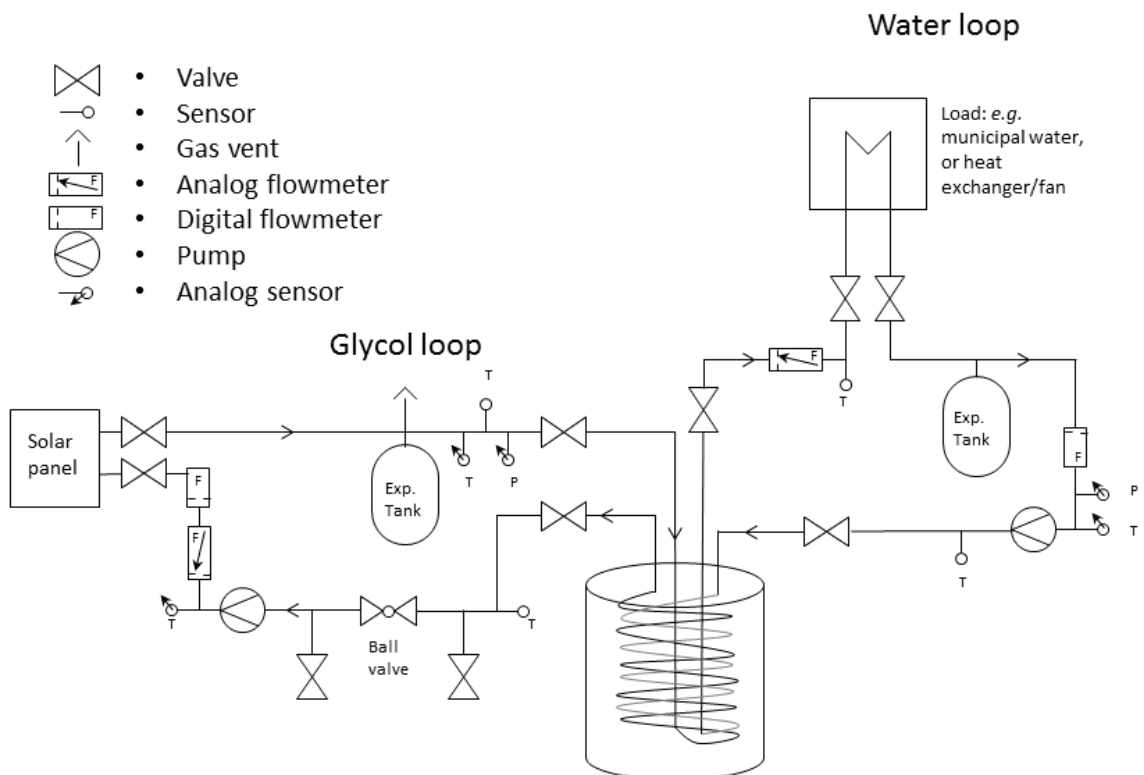 Water loop
• Valve
• Sensor
• Gas vent
F • Analog flowmeter
F • Digital flowmeter
• Pump
• Analog sensor
Load: e.g.
municipal water,
or heat
exchanger/fan
Glycol loop
F
T
T
Solar
panel
Exp.
Tank
T
P
Exp.
Tank
F
F
P
F
T
T
T
T
T
Ball
valve